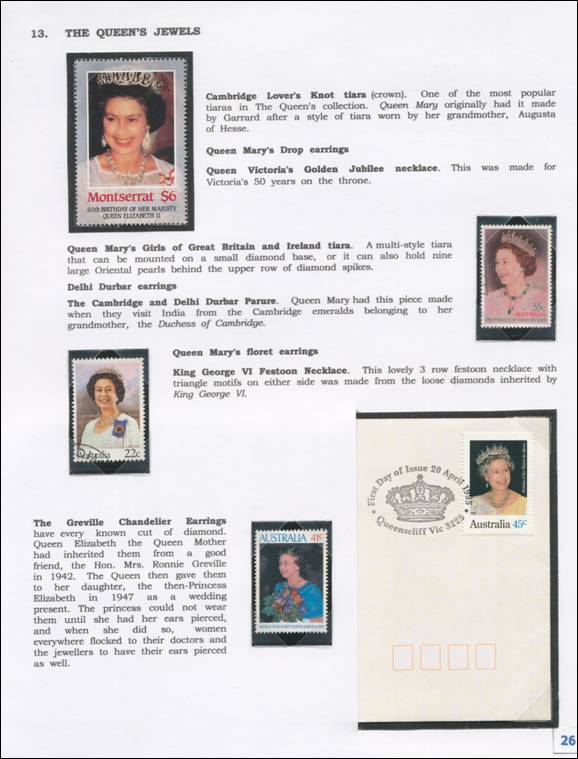 13. THE QUEEN'S JEWELS
Cambridge Lover's Knot tiara (crown). One of the most popular
tiaras in The Queen's collection. Queen Mary originally had it made
by Garrard after a style of tiara worn by her grandmother, Augusta
of Hesse.
Queen Mary's Drop earrings
Queen Victoria's Golden Jubilee necklace. This was made for
Victoria's 50 years on the throne.
Montserrat $6
60th BIRTHDAY OF HER MAJESTY
QUEEN ELIZABETH II
Queen Mary's Girls of Great Britain and Ireland tiara. A multi-style tiara
that can be mounted on a small diamond base, or it can also hold nine
large Oriental pearls behind the upper row of diamond spikes.
Delhi Durbar earrings
The Cambridge and Delhi Durbar Parure. Queen Mary had this piece made
when they visit India from the Cambridge emeralds belonging to her
grandmother, the Duchess of Cambridge.
AUSTRALIA
Queen Mary's floret earrings
King George VI Festoon Necklace. This lovely 3 row festoon necklace with
triangle motifs on either side was made from the loose diamonds inherited by
King George VI.
Australia 22c
First Day of Issue 20 April 1995
Queenscliff Vic 3225
Australia 45c
The Greville Chandelier Earrings
have every known cut of diamond.
Queen Elizabeth the Queen Mother
had inherited them from a good
friend, the Hon. Mrs. Ronnie Greville
in 1942. The Queen then gave them
to her daughter, the then-Princess
Elizabeth in 1947 as a wedding
present. The princess could not wear
them until she had her ears pierced,
and when she did so, women
everywhere flocked to their doctors and
the jewellers to have their ears pierced
as well.
AUSTRALIA 41c
26